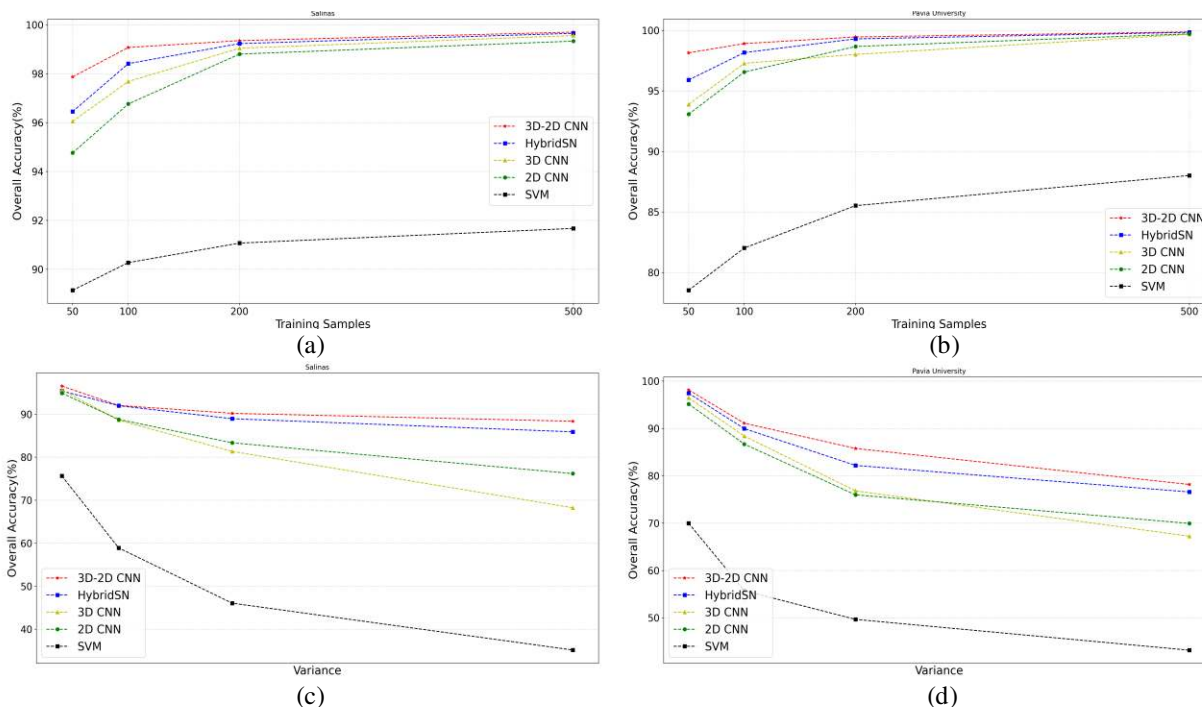 Salinas
Overall Accuracy(%)
100
98
96
94
92
90
3D-2D CNN
HybridSN
3D CNN
2D CNN
SVM
50 100 200 500
Training Samples
(a)
Pavia University
Overall Accuracy(%)
100
95
90
85
80
3D-2D CNN
HybridSN
3D CNN
2D CNN
SVM
50 100 200 500
Training Samples
(b)
Salinas
Overall Accuracy(%)
90
80
70
60
50
40
3D-2D CNN
HybridSN
3D CNN
2D CNN
SVM
Variance
(c)
Pavia University
Overall Accuracy(%)
100
90
80
70
60
50
3D-2D CNN
HybridSN
3D CNN
2D CNN
SVM
Variance
(d)